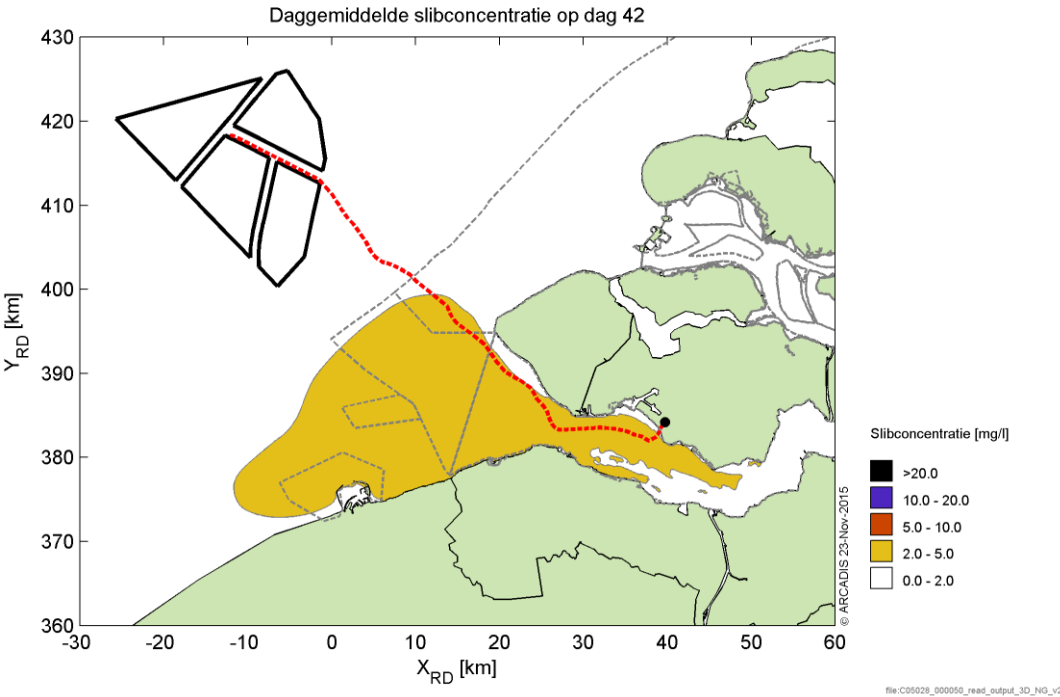 Daggemiddelde slibconcentratie op dag 42
430
420
410
400
390
380
370
360
Y_RD [km]
-30 -20 -10 0 10 20 30 40 50 60
X_RD [km]
© ARCADIS 23-Nov-2015
Slibconcentratie [mg/l]
>20.0
10.0 - 20.0
5.0 - 10.0
2.0 - 5.0
0.0 - 2.0
file:C05028_000050_read_output_3D_NG_v2